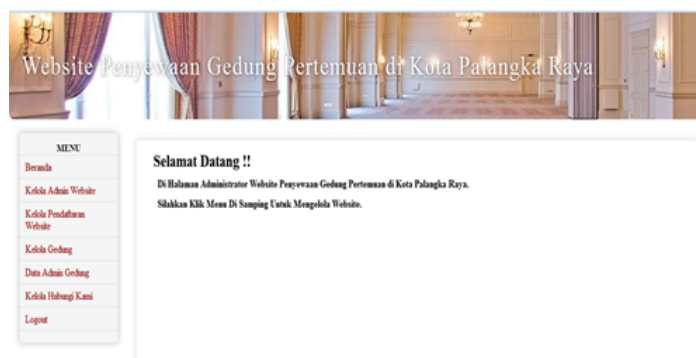 Website Penyewaan Gedung Pertemuan di Kota Palangka Raya
MENU
Beranda
Kelola Admin Website
Kelola Pendaftaran
Website
Kelola Gedung
Data Admin Gedung
Kelola Hubungi Kami
Logout
Selamat Datang !!
Di Halaman Administrator Website Penyewaan Gedung Pertemuan di Kota Palangka Raya.
Silahkan Klik Menu Di Samping Untuk Mengelola Website.